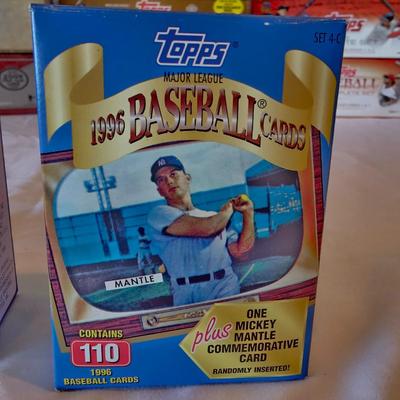 Topps
SET 4-C
MAJOR LEAGUE
1996 BASEBALL® CARDS
MANTLE
CONTAINS
110
1996
BASEBALL CARDS
plus
ONE
MICKEY
MANTLE
COMMEMORATIVE
CARD
RANDOMLY INSERTED!